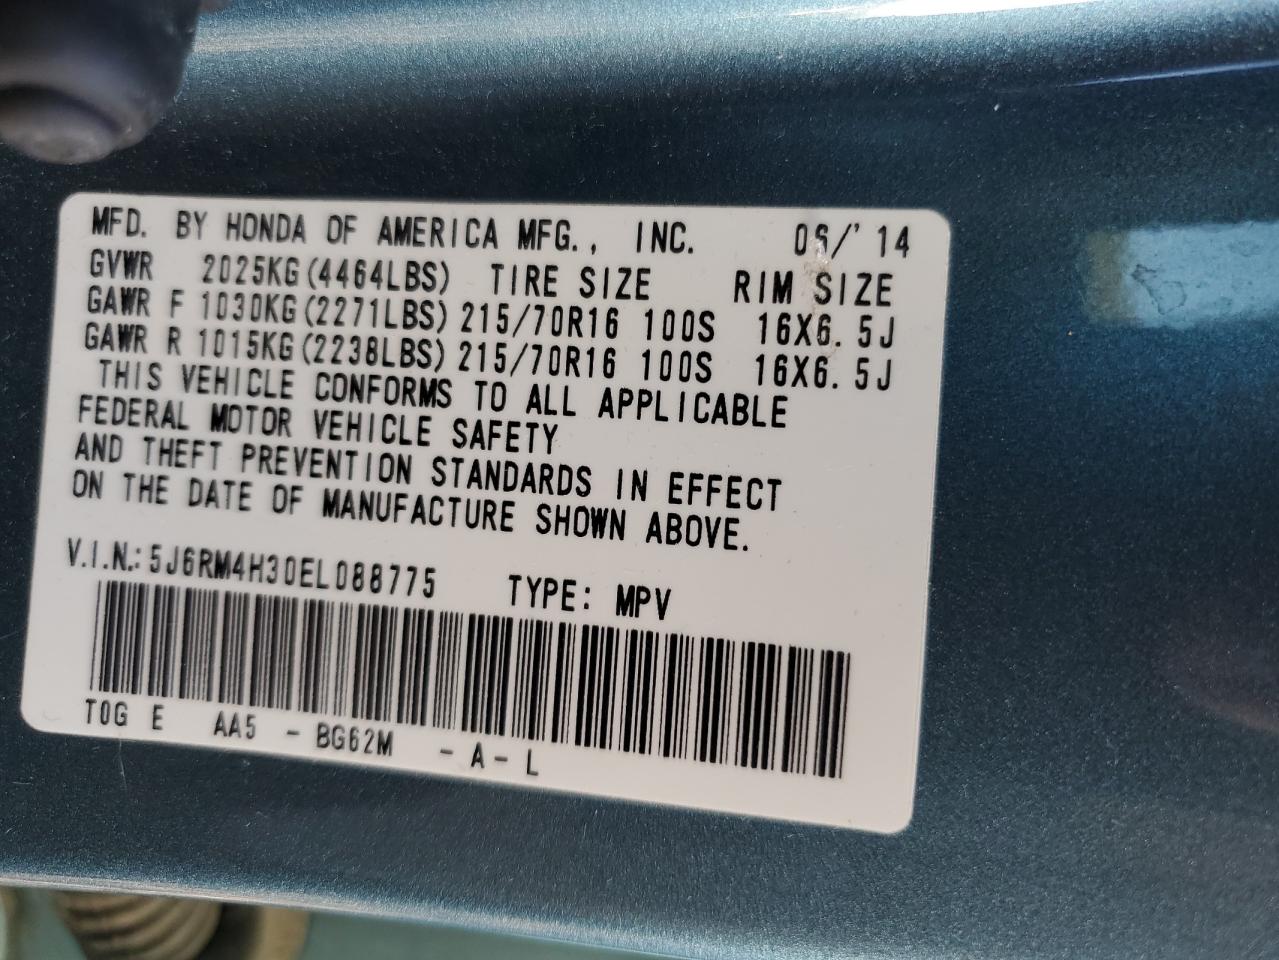 MFD. BY HONDA OF AMERICA MFG., INC. 06/'14
GVWR 2025KG(4464LBS) TIRE SIZE RIM SIZE
GAWR F 1030KG(2271LBS) 215/70R16 100S 16X6.5J
GAWR R 1015KG(2238LBS) 215/70R16 100S 16X6.5J
THIS VEHICLE CONFORMS TO ALL APPLICABLE
FEDERAL MOTOR VEHICLE SAFETY
AND THEFT PREVENTION STANDARDS IN EFFECT
ON THE DATE OF MANUFACTURE SHOWN ABOVE.
V.I.N.: 5J6RM4H30EL088775 TYPE: MPV
T0G E AA5 - BG62M - A - L